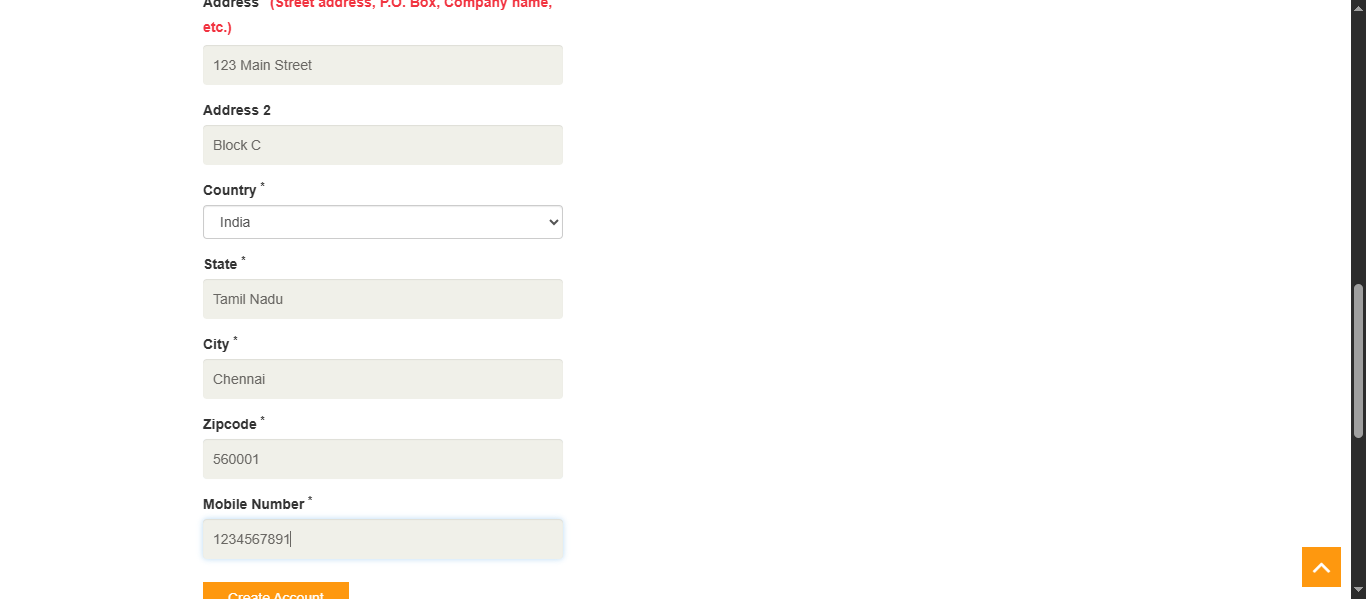 Address * (Street address, P.O. Box, Company name,
etc.)
123 Main Street
Address 2
Block C
Country *
India
State *
Tamil Nadu
City *
Chennai
Zipcode *
560001
Mobile Number *
1234567891
Create Account